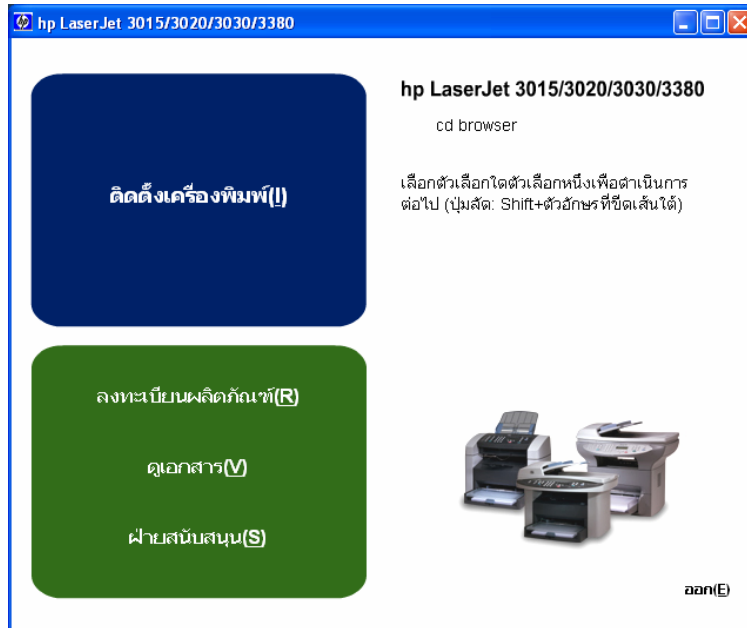 hp LaserJet 3015/3020/3030/3380
ติดตั้งเครื่องพิมพ์(I)
hp LaserJet 3015/3020/3030/3380
cd browser
เลือกตัวเลือกใดตัวเลือกหนึ่งเพื่อดำเนินการ
ต่อไป (ปุ่มลัด: Shift+ตัวอักษรที่ขีดเส้นใต้)
ลงทะเบียนผลิตภัณฑ์(R)
ดูเอกสาร(V)
ฝ่ายสนับสนุน(S)
ออก(E)